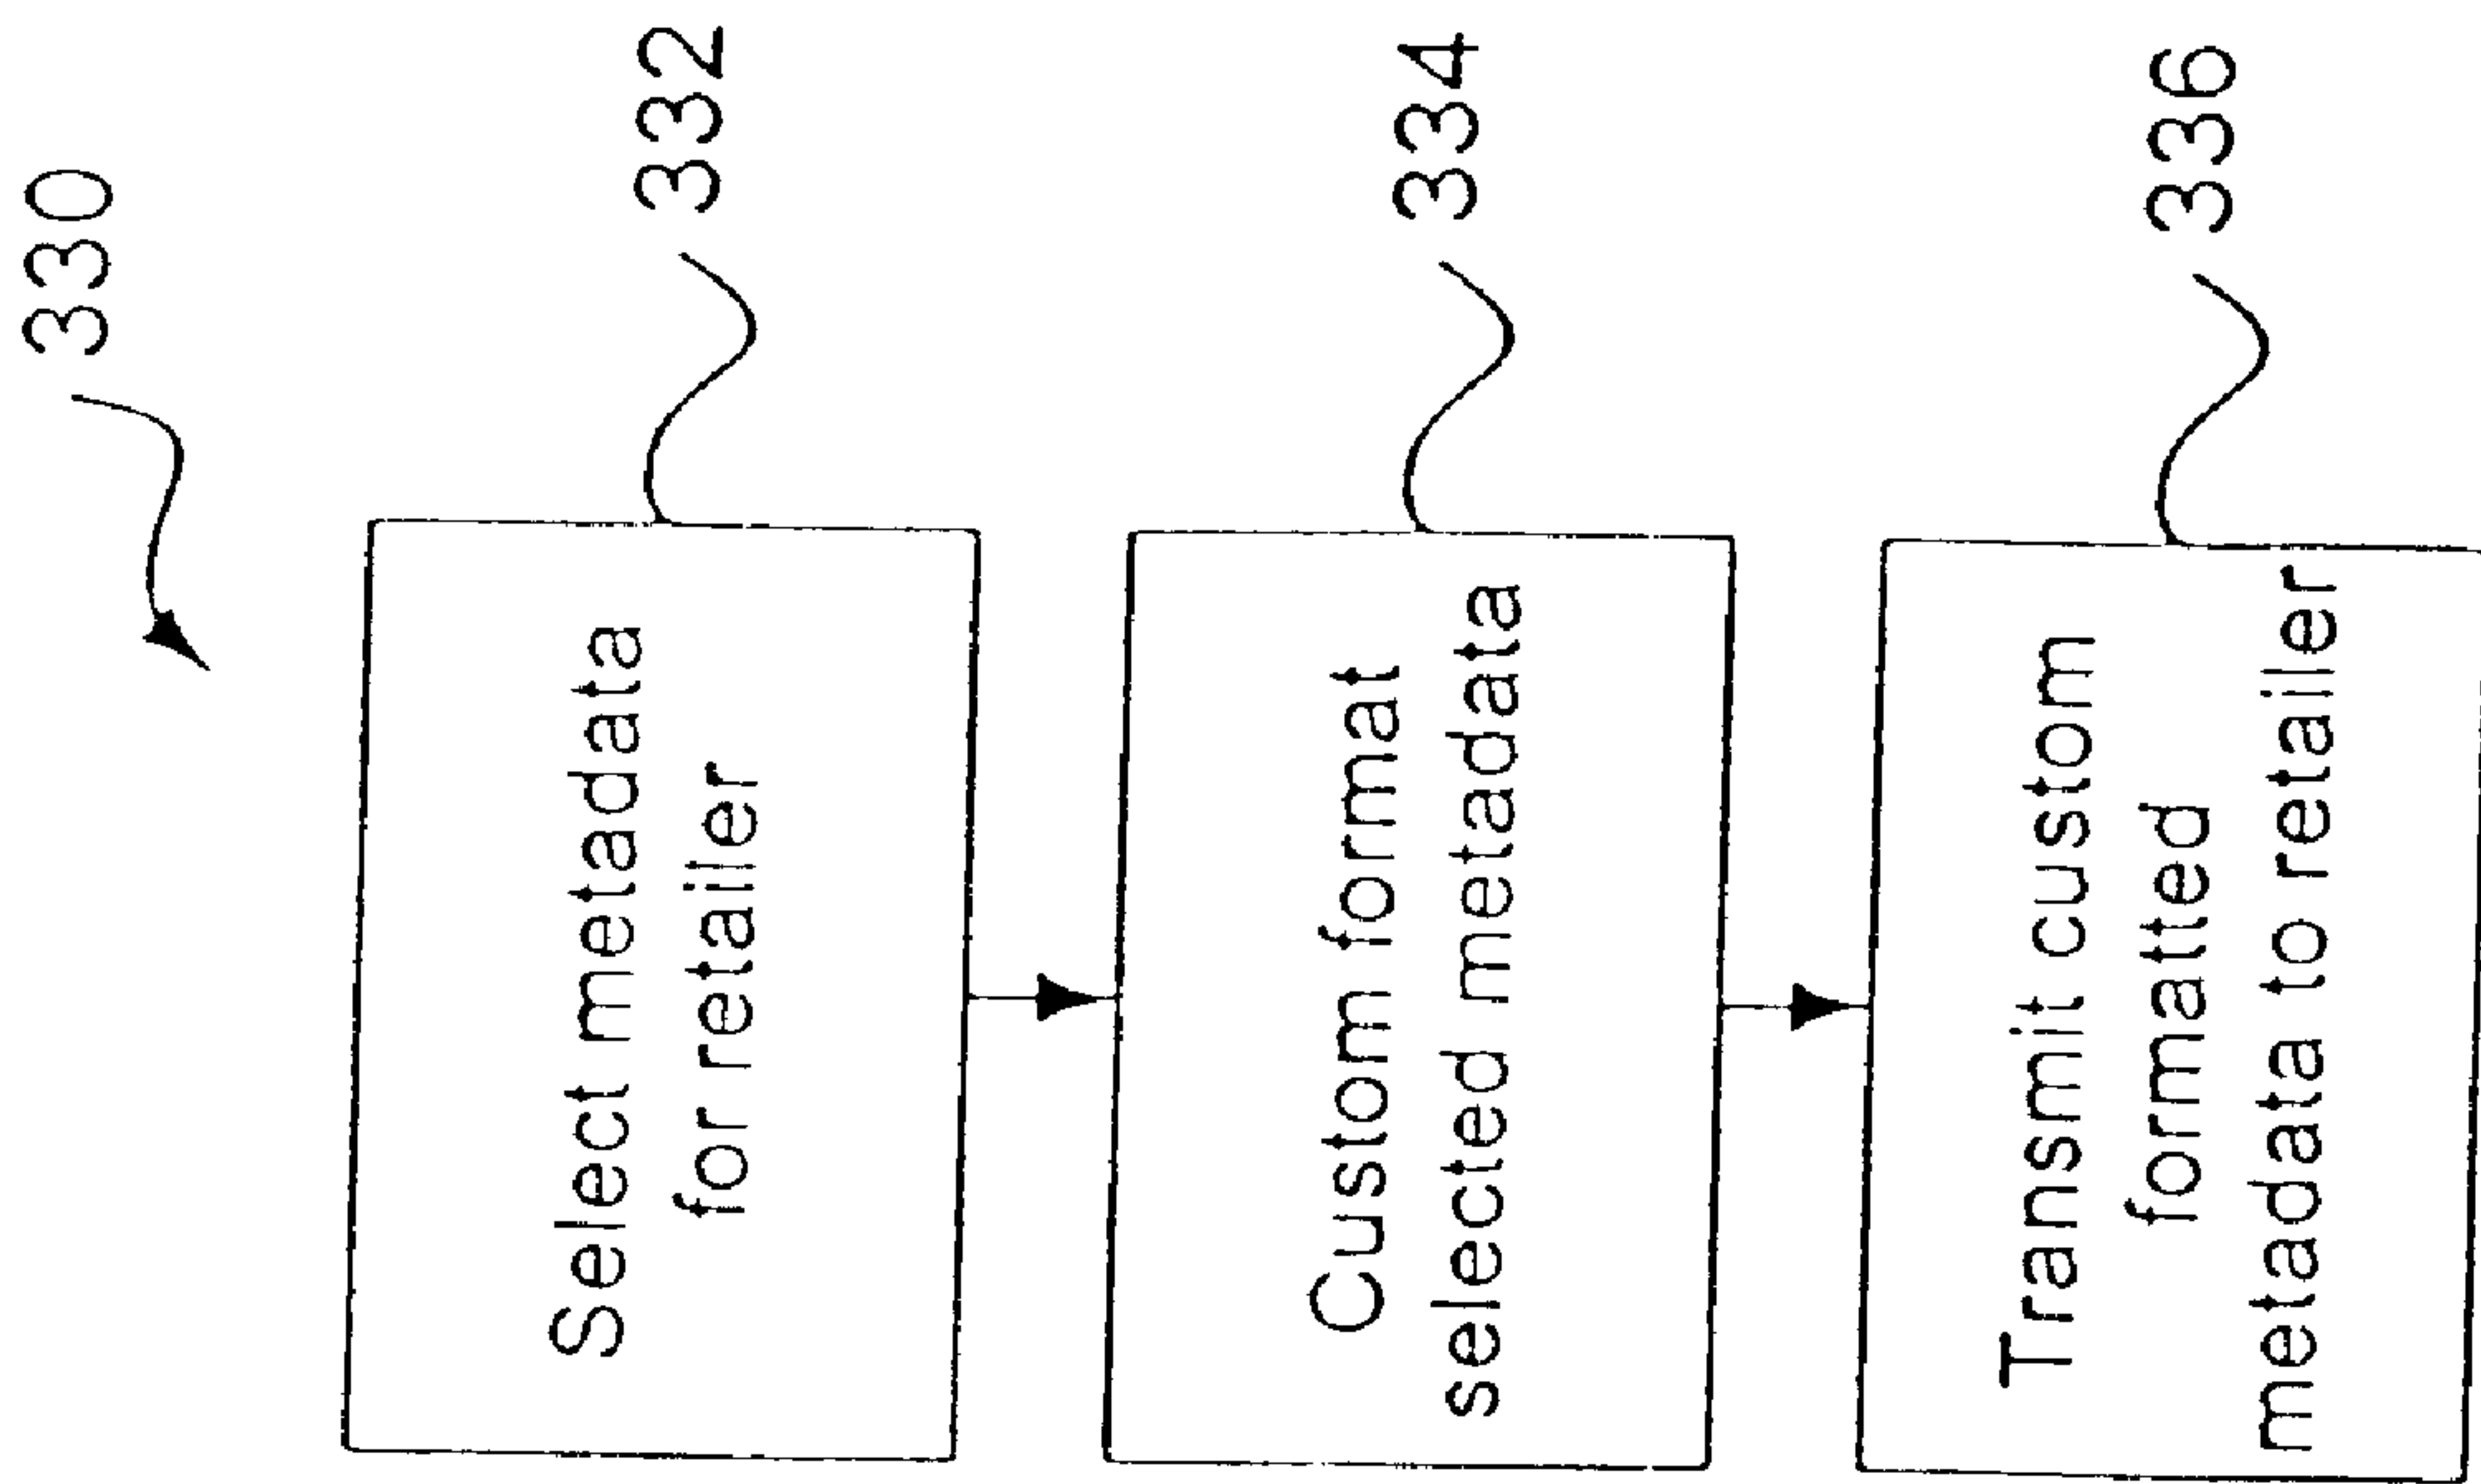 330
Select metadata
for retailer
332
Custom format
selected metadata
334
Transmit custom
formatted
metadata to retailer
336